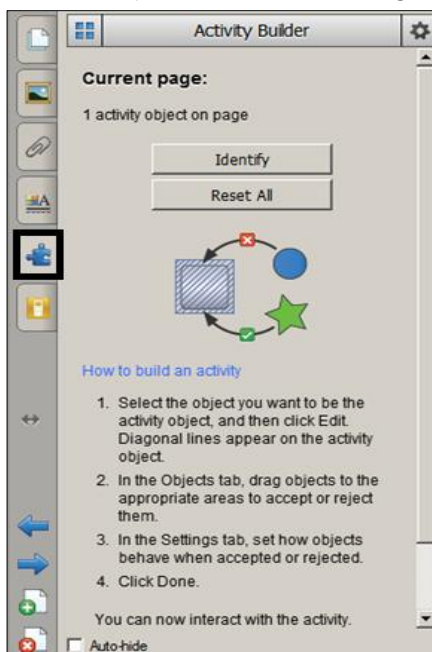 Activity Builder
Current page:
1 activity object on page
Identify
Reset All
How to build an activity
1. Select the object you want to be the
activity object, and then click Edit.
Diagonal lines appear on the activity
object.
2. In the Objects tab, drag objects to the
appropriate areas to accept or reject
them.
3. In the Settings tab, set how objects
behave when accepted or rejected.
4. Click Done.
You can now interact with the activity.
Auto-hide